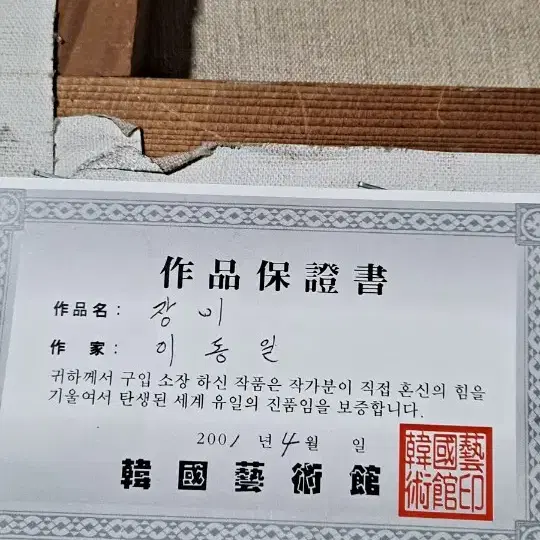 作品保證書
作品名: 장미
作 家: 이동일
귀하께서 구입 소장 하신 작품은 작가분이 직접 혼신의 힘을
기울여서 탄생된 세계 유일의 진품임을 보증합니다.
2001 년 4 월 일
韓國藝術館
藝國韓
印館術